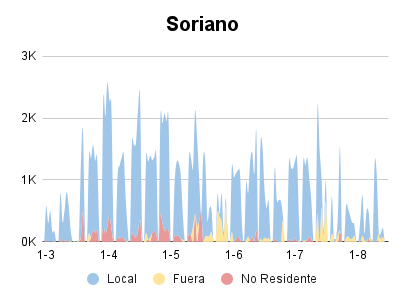 Soriano
3K
2K
1K
0K
1-3 1-4 1-5 1-6 1-7 1-8
Local Fuera No Residente